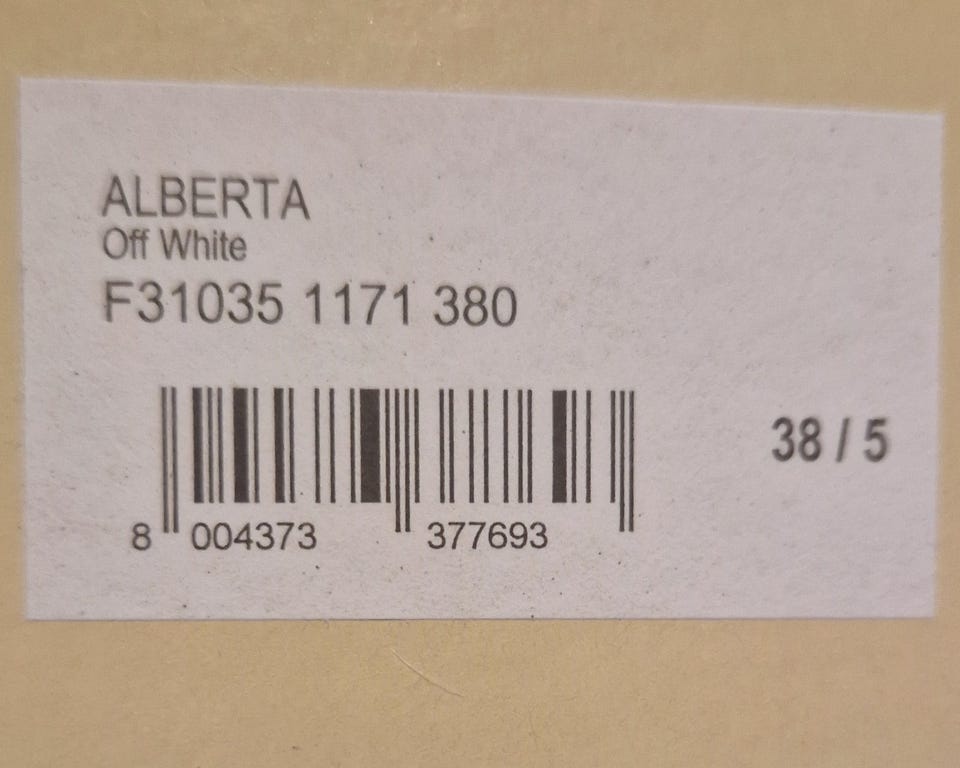 ALBERTA
Off White
F31035 1171 380
38 / 5
8 004373 377693